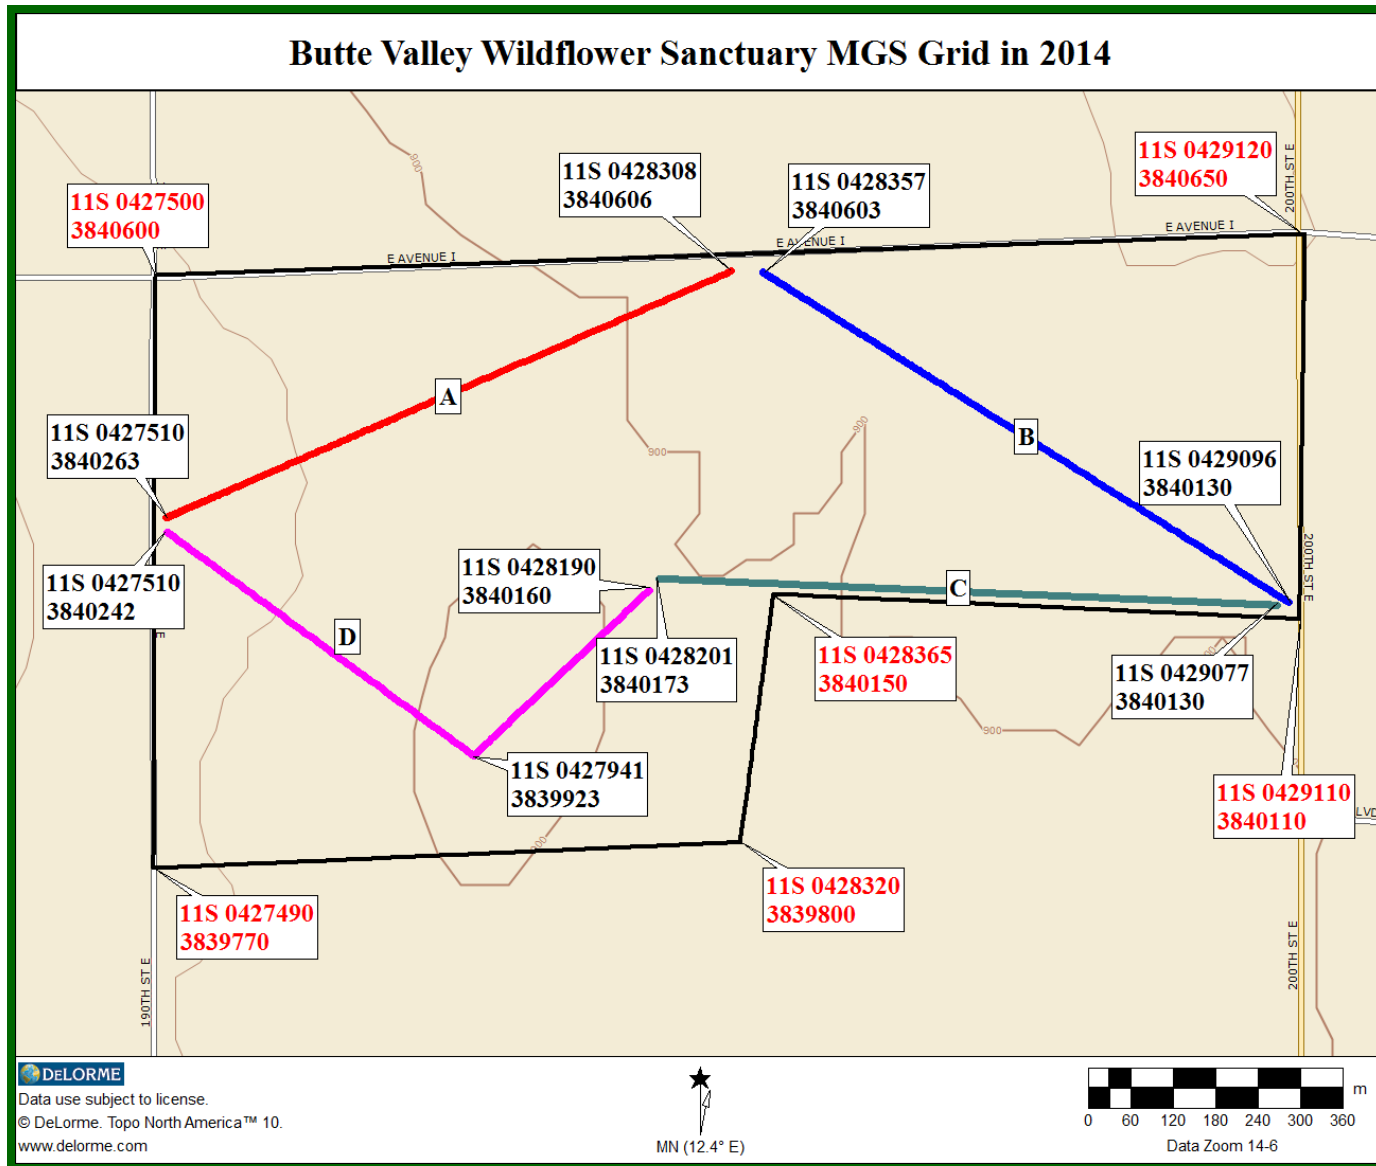 Butte Valley Wildflower Sanctuary MGS Grid in 2014
11S 0429120
3840650
200TH ST E
11S 0428308
3840606
11S 0428357
3840603
11S 0427500
3840600
900
E AVENUE I
E AVENUE I
E AVENUE I
A
11S 0427510
3840263
B
900
900
11S 0429096
3840130
200TH ST E
11S 0427510
3840242
E
11S 0428190
3840160
C
D
11S 0428201
3840173
11S 0428365
3840150
11S 0429077
3840130
900
11S 0427941
3839923
11S 0429110
3840110
LVD
900
11S 0427490
3839770
11S 0428320
3839800
190TH ST E
200TH ST E
DELORME
Data use subject to license.
© DeLorme. Topo North America™ 10.
www.delorme.com
MN (12.4° E)
m
0 60 120 180 240 300 360
Data Zoom 14-6